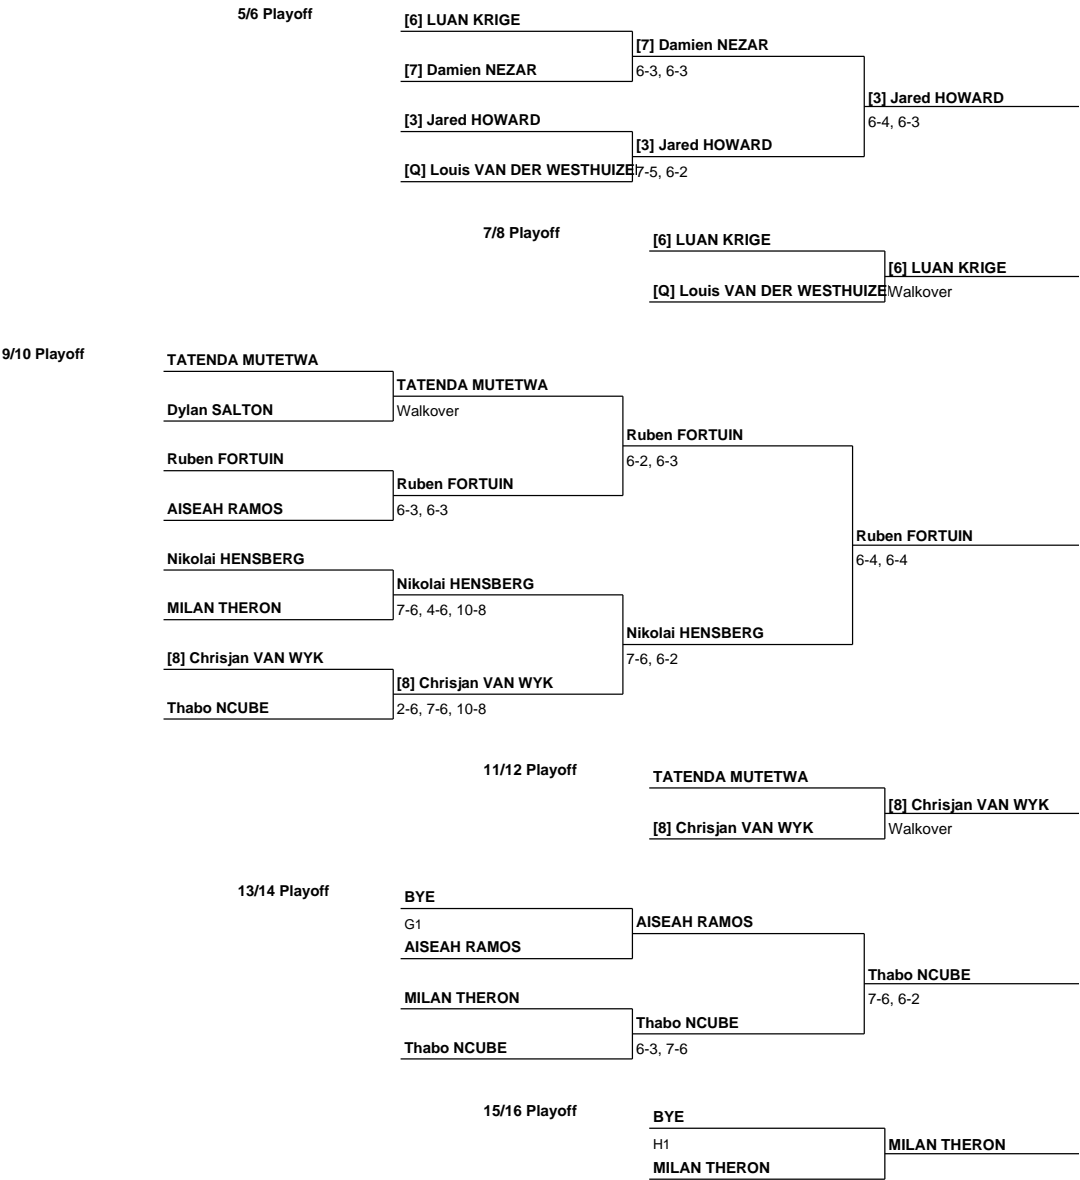 5/6 Playoff
[6] LUAN KRIGE
[7] Damien NEZAR
[7] Damien NEZAR
6-3, 6-3
[3] Jared HOWARD
[3] Jared HOWARD
6-4, 6-3
[3] Jared HOWARD
[Q] Louis VAN DER WESTHUIZE
7-5, 6-2
7/8 Playoff
[6] LUAN KRIGE
[6] LUAN KRIGE
[Q] Louis VAN DER WESTHUIZE
Walkover
9/10 Playoff
TATENDA MUTETWA
TATENDA MUTETWA
Dylan SALTON
Walkover
Ruben FORTUIN
Ruben FORTUIN
6-2, 6-3
Ruben FORTUIN
AISEAH RAMOS
6-3, 6-3
Ruben FORTUIN
6-4, 6-4
Nikolai HENSBERG
Nikolai HENSBERG
MILAN THERON
7-6, 4-6, 10-8
Nikolai HENSBERG
7-6, 6-2
[8] Chrisjan VAN WYK
[8] Chrisjan VAN WYK
Thabo NCUBE
2-6, 7-6, 10-8
11/12 Playoff
TATENDA MUTETWA
[8] Chrisjan VAN WYK
[8] Chrisjan VAN WYK
Walkover
13/14 Playoff
BYE
G1
AISEAH RAMOS
AISEAH RAMOS
Thabo NCUBE
7-6, 6-2
MILAN THERON
Thabo NCUBE
Thabo NCUBE
6-3, 7-6
15/16 Playoff
BYE
H1
MILAN THERON
MILAN THERON